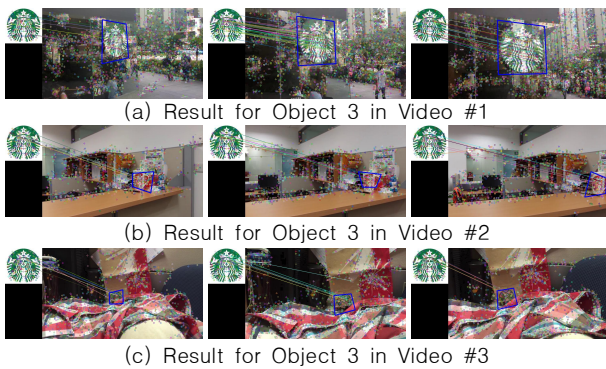 (a) Result for Object 3 in Video #1
(b) Result for Object 3 in Video #2
(c) Result for Object 3 in Video #3